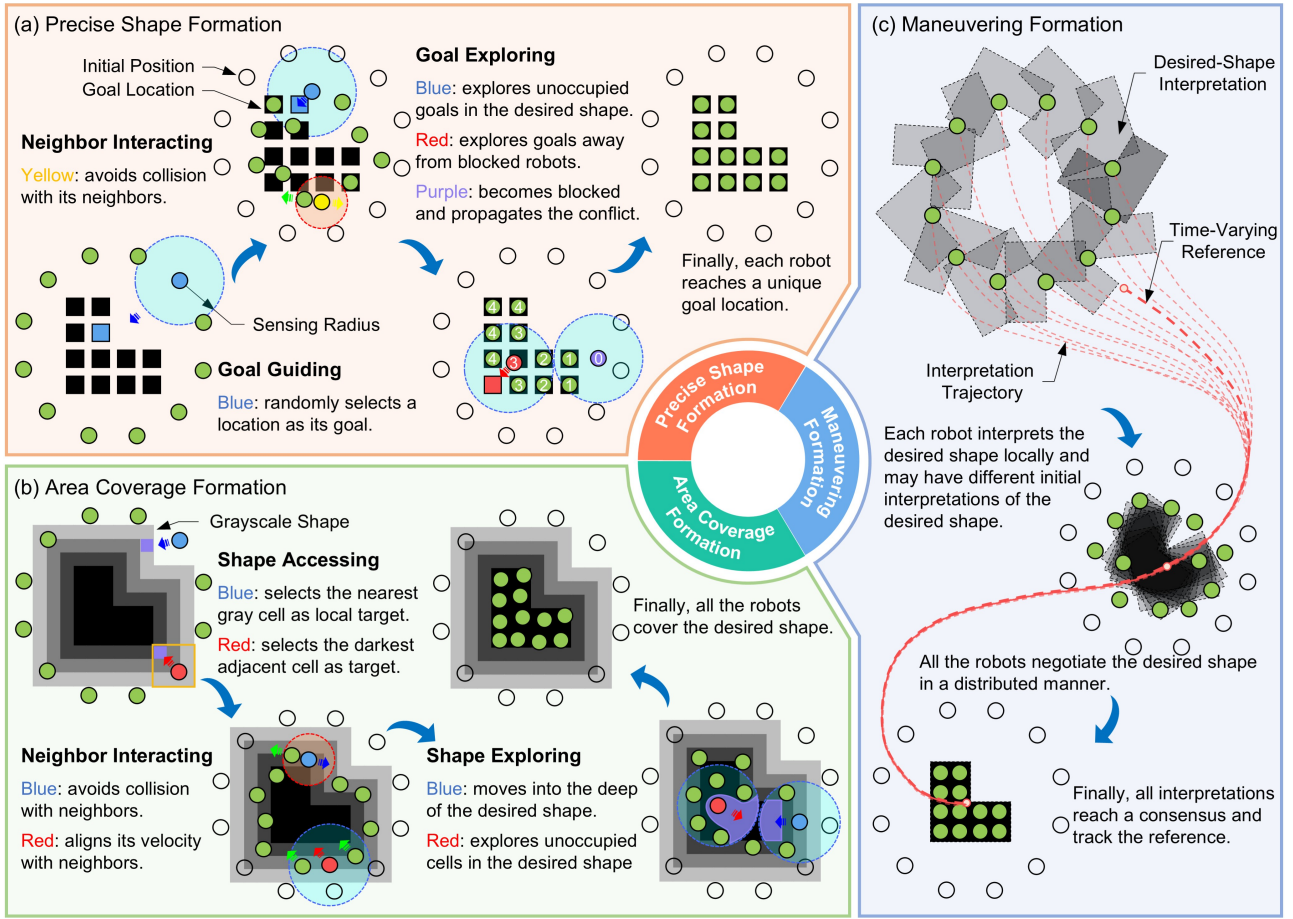 (a) Precise Shape Formation
Initial Position
Goal Location
Neighbor Interacting
Yellow: avoids collision
with its neighbors.
Goal Exploring
Blue: explores unoccupied
goals in the desired shape.
Red: explores goals away
from blocked robots.
Purple: becomes blocked
and propagates the conflict.
Finally, each robot
reaches a unique
goal location.
Sensing Radius
Goal Guiding
Blue: randomly selects a
location as its goal.
4 4
4 3
4 3 2 1 0
3 2 1
Precise Shape
Formation
Maneuvering
Formation
Area Coverage
Formation
(b) Area Coverage Formation
Grayscale Shape
Shape Accessing
Blue: selects the nearest
gray cell as local target.
Red: selects the darkest
adjacent cell as target.
Finally, all the robots
cover the desired shape.
Neighbor Interacting
Blue: avoids collision
with neighbors.
Red: aligns its velocity
with neighbors.
Shape Exploring
Blue: moves into the deep
of the desired shape.
Red: explores unoccupied
cells in the desired shape
(c) Maneuvering Formation
Desired-Shape
Interpretation
Time-Varying
Reference
Interpretation
Trajectory
Each robot interprets the
desired shape locally and
may have different initial
interpretations of the
desired shape.
All the robots negotiate the desired shape
in a distributed manner.
Finally, all interpretations
reach a consensus and
track the reference.